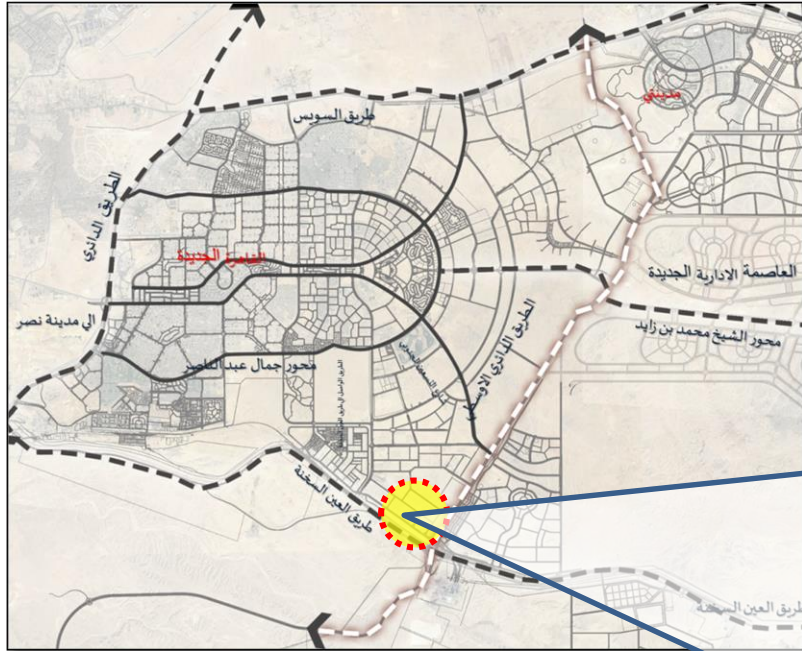 مدينتي
طريق السويس
الطريق الدائري
القاهرة الجديدة
العاصمة الادارية الجديدة
الي مدينة نصر
محور الشيخ محمد بن زايد
الطريق الدائري الاوسطي
محور جمال عبد الناصر
طريق العين السخنة
طريق العين السخنة